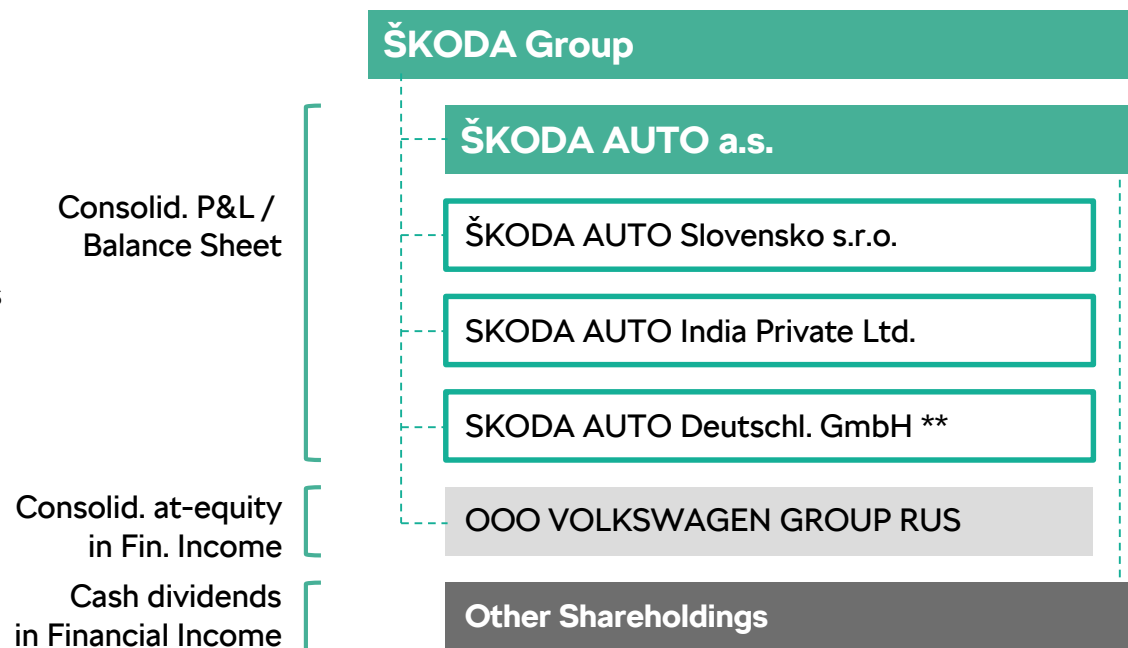 ŠKODA Group
ŠKODA AUTO a.s.
Consolid. P&L /
Balance Sheet
ŠKODA AUTO Slovensko s.r.o.
s
SKODA AUTO India Private Ltd.
SKODA AUTO Deutschl. GmbH **
Consolid. at-equity
in Fin. Income
OOO VOLKSWAGEN GROUP RUS
Cash dividends
in Financial Income
Other Shareholdings